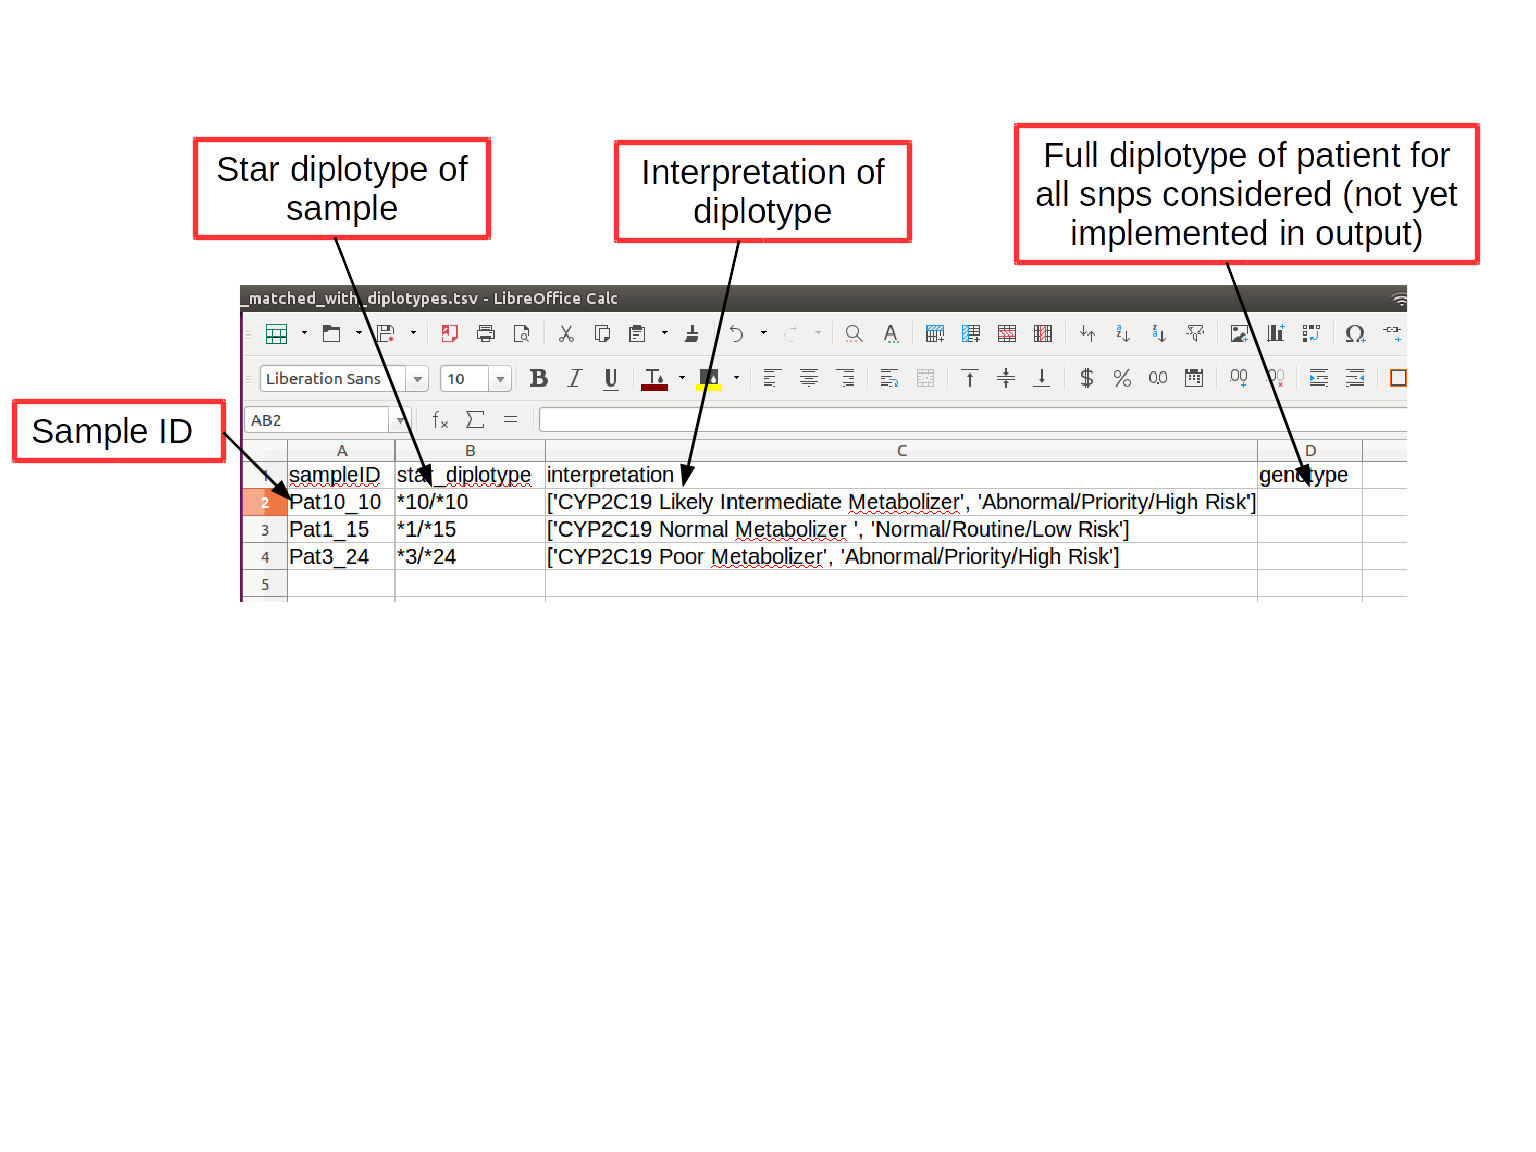 Star diplotype of
sample
Interpretation of
diplotype
Full diplotype of patient for
all snps considered (not yet
implemented in output)
_matched_with_diplotypes.tsv - LibreOffice Calc
Liberation Sans
10
Sample ID
AB2
A B C D
1 sampleID star_diplotype interpretation genotype
2 Pat10_10 *10/*10 ['CYP2C19 Likely Intermediate Metabolizer', 'Abnormal/Priority/High Risk']
3 Pat1_15 *1/*15 ['CYP2C19 Normal Metabolizer ', 'Normal/Routine/Low Risk']
4 Pat3_24 *3/*24 ['CYP2C19 Poor Metabolizer', 'Abnormal/Priority/High Risk']
5